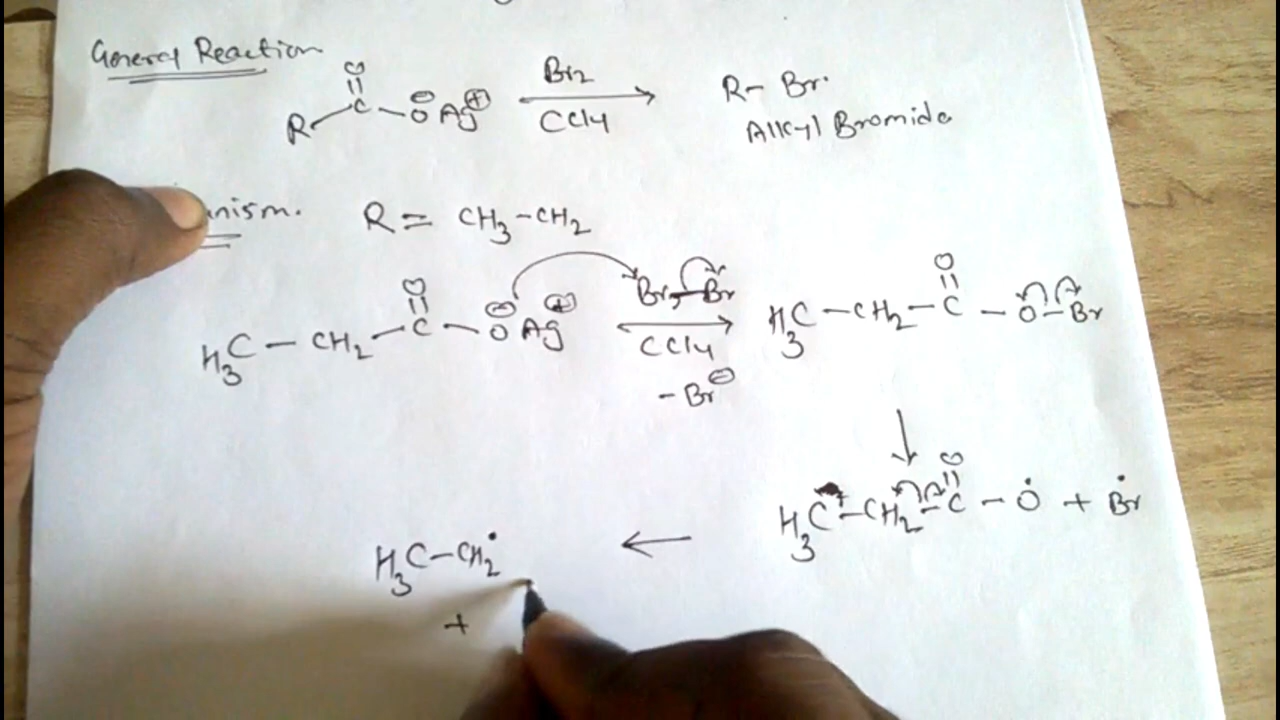 General Reaction
O
R C - O⊖ Ag⊕ Br2 CCl4 R - Br.
Alkyl Bromide
nism. R = CH3-CH2
H3C - CH2 - C - O⊖ Ag⊕ Br-Br H3C - CH2 - C - O - Br
O O
CCl4
- Br⊖
O
H3C - CH2 - C - Ȯ + Ḃr
H3C - CH2•
+